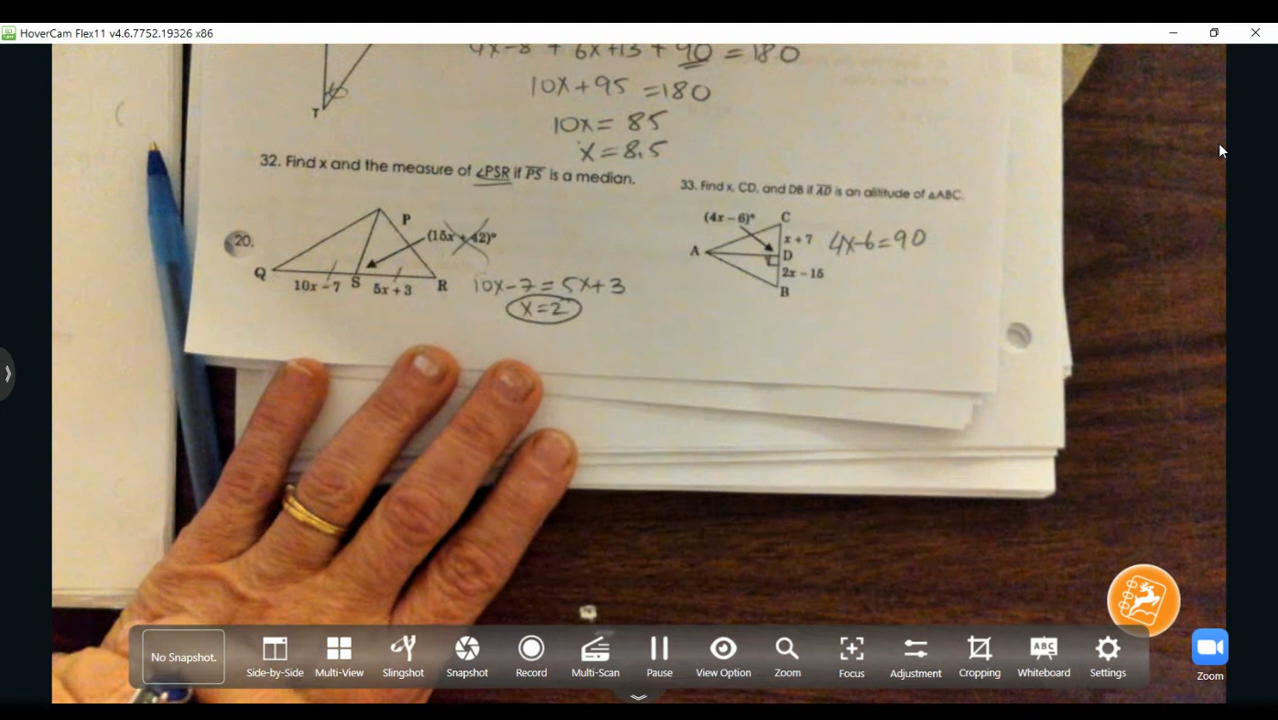 HoverCam Flex11 v4.6.7752.19326 x86
4x-8 + 6x+13 + 90 = 180
10x+95 =180
10x= 85
x=8.5
T
32. Find x and the measure of ∠PSR if PS is a median.
20.
P
(15x + 42)°
Q
S
R
10x - 7
5x + 3
10x-7=5x+3
x=2
33. Find x, CD, and DB if AD is an altitude of △ABC.
(4x - 6)°
C
A
x + 7
D
2x - 15
B
4x-6=90
No Snapshot.
Side-by-Side
Multi-View
Slingshot
Snapshot
Record
Multi-Scan
Pause
View Option
Zoom
Focus
Adjustment
Cropping
ABC
Whiteboard
Settings
Zoom